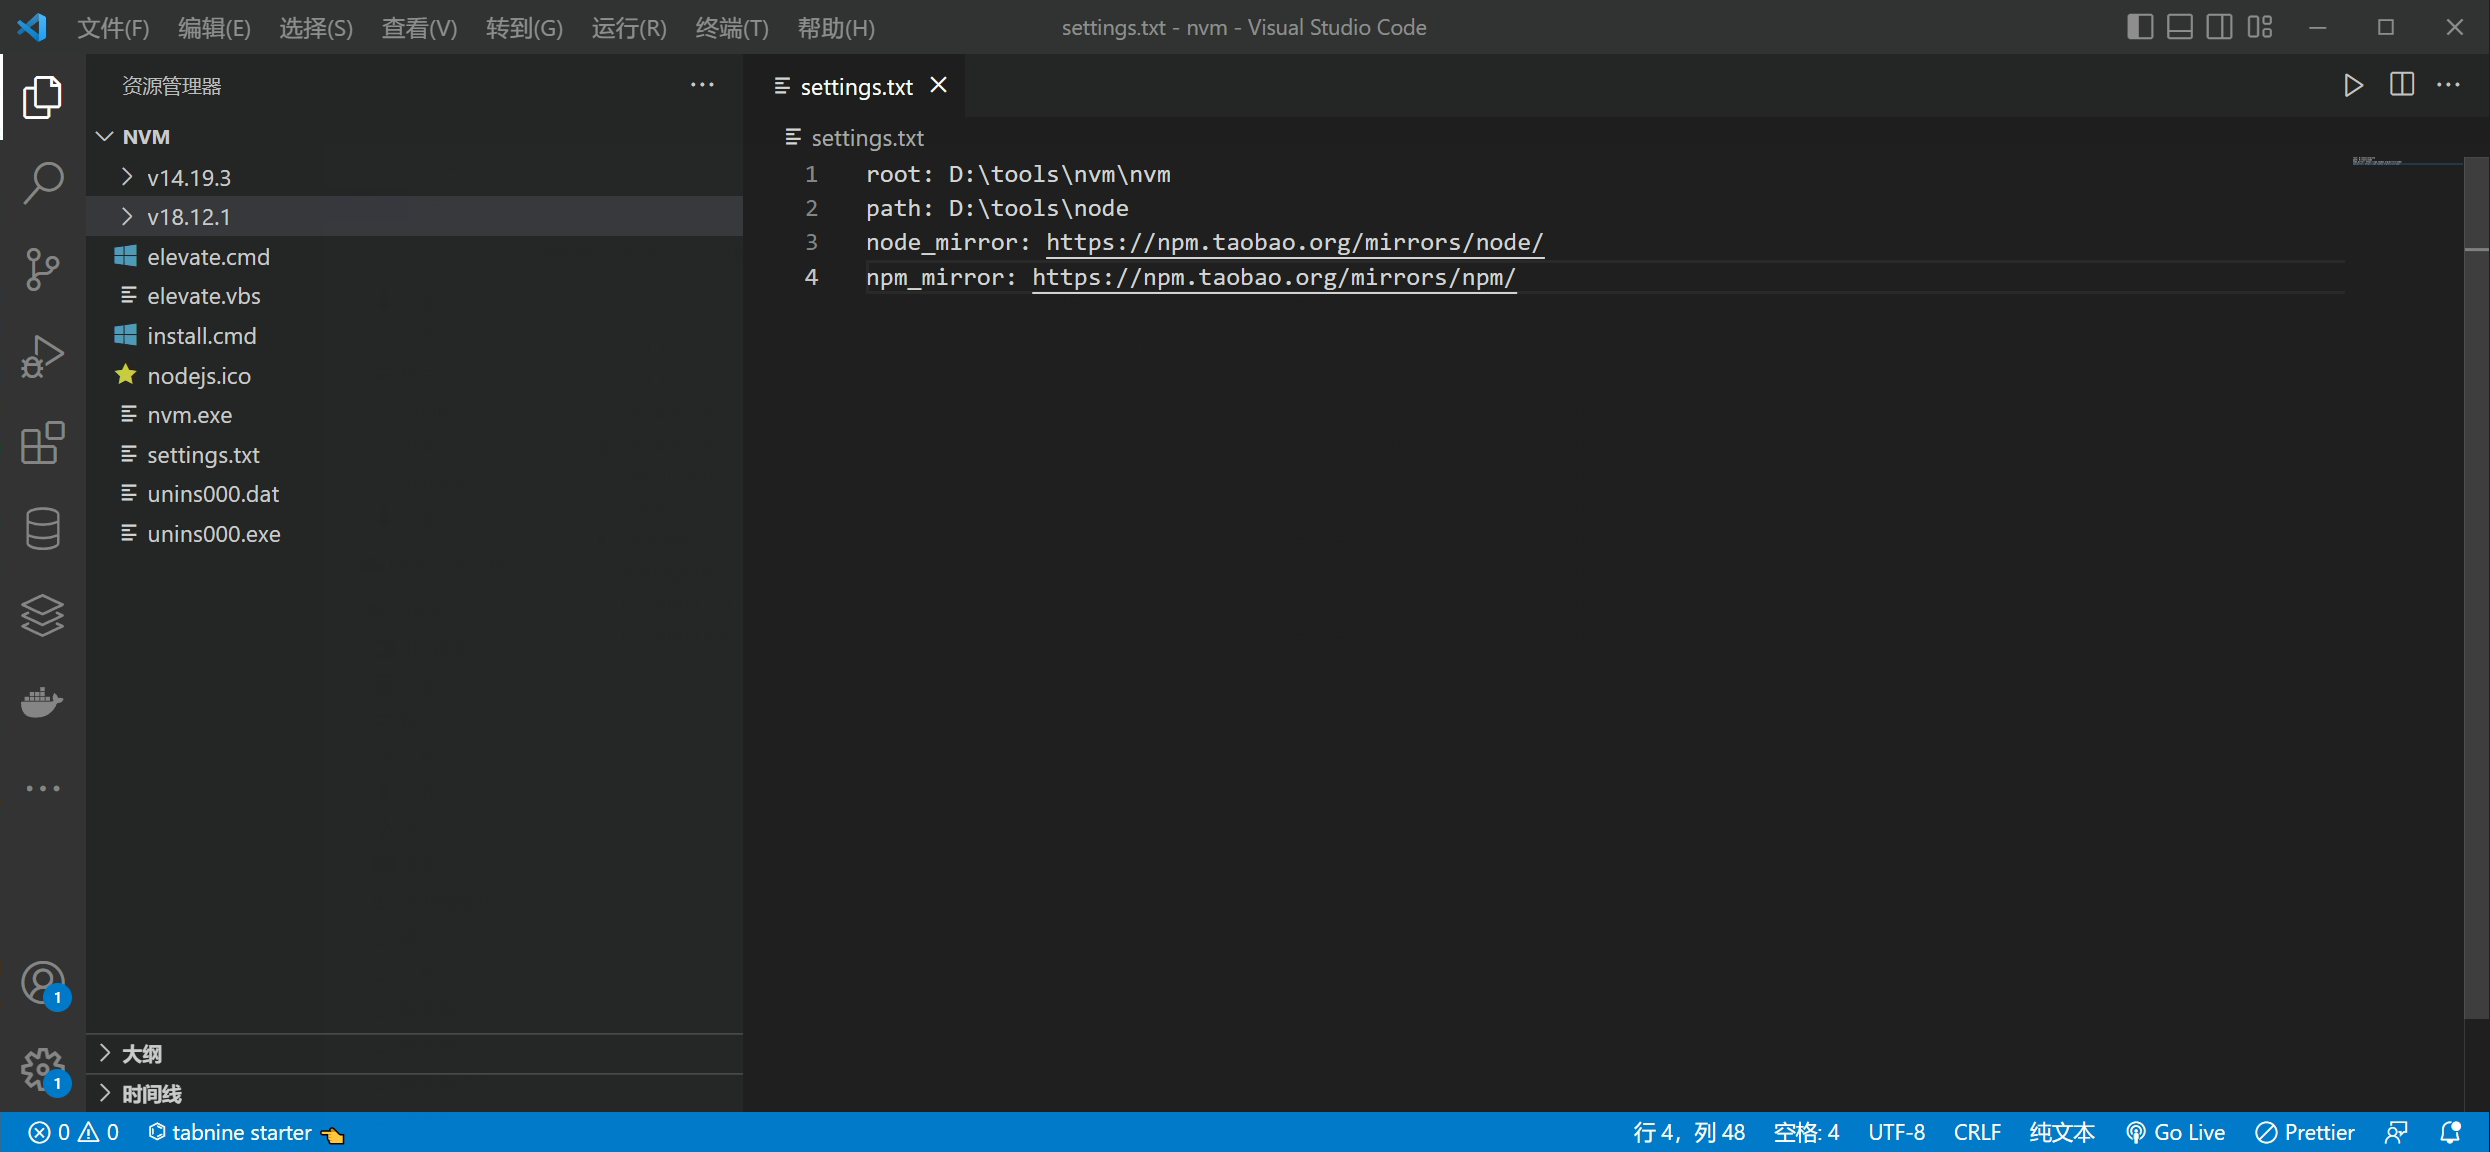 文件(F) 编辑(E) 选择(S) 查看(V) 转到(G) 运行(R) 终端(T) 帮助(H) settings.txt - nvm - Visual Studio Code
资源管理器
NVM
v14.19.3
v18.12.1
elevate.cmd
elevate.vbs
install.cmd
nodejs.ico
nvm.exe
settings.txt
unins000.dat
unins000.exe
大纲
时间线
settings.txt
settings.txt
1 root: D:\tools\nvm\nvm
2 path: D:\tools\node
3 node_mirror: https://npm.taobao.org/mirrors/node/
4 npm_mirror: https://npm.taobao.org/mirrors/npm/
1
1
0 0 tabnine starter 行 4，列 48 空格: 4 UTF-8 CRLF 纯文本 Go Live Prettier